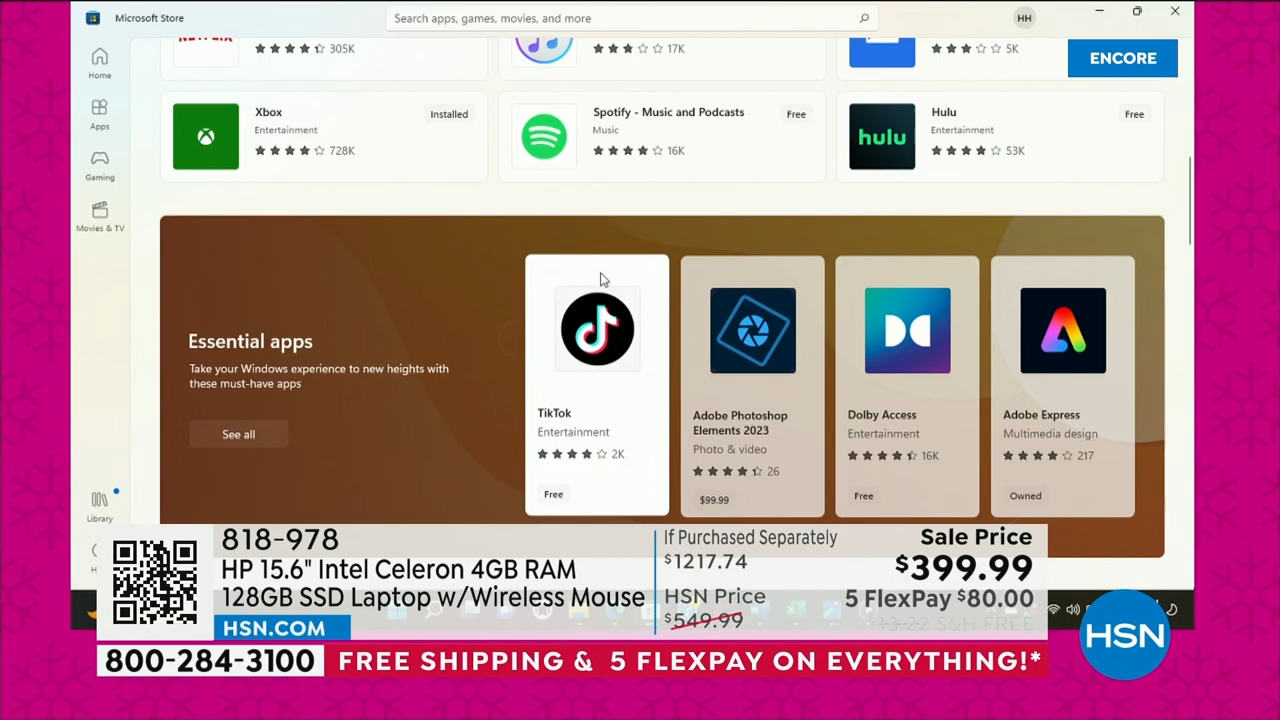 Microsoft Store
Search apps, games, movies, and more
HH
ENCORE
Home
Apps
Gaming
Movies & TV
Library
NETFLIX
305K
17K
5K
Xbox
Installed
Entertainment
728K
Spotify - Music and Podcasts
Free
Music
16K
hulu
Hulu
Free
Entertainment
53K
Essential apps
Take your Windows experience to new heights with
these must-have apps
See all
TikTok
Entertainment
2K
Free
Adobe Photoshop
Elements 2023
Photo & video
26
$99.99
Dolby Access
Entertainment
16K
Free
Adobe Express
Multimedia design
217
Owned
818-978
HP 15.6" Intel Celeron 4GB RAM
128GB SSD Laptop w/Wireless Mouse
HSN.COM
If Purchased Separately
$1217.74
HSN Price
$549.99
Sale Price
$399.99
5 FlexPay $80.00
$13.22 S&H FREE
HSN
800-284-3100
FREE SHIPPING & 5 FLEXPAY ON EVERYTHING!*